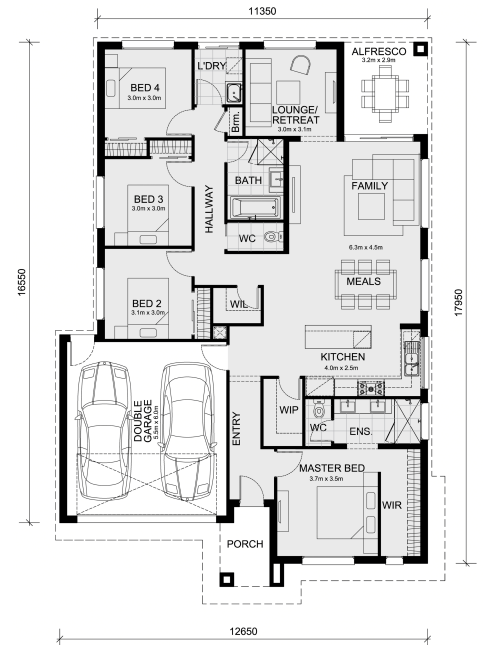 11350
ALFRESCO
3.2m x 2.9m
L'DRY
BED 4
3.0m x 3.0m
LOUNGE/
RETREAT
3.0m x 3.1m
Brm.
BATH
FAMILY
HALLWAY
BED 3
3.0m x 3.0m
WC
6.3m x 4.5m
16550
17950
MEALS
WIL
BED 2
3.1m x 3.0m
KITCHEN
4.0m x 2.5m
DOUBLE
GARAGE
5.5m x 6.0m
ENTRY
WIP
WC
ENS.
MASTER BED
3.7m x 3.5m
WIR
PORCH
12650